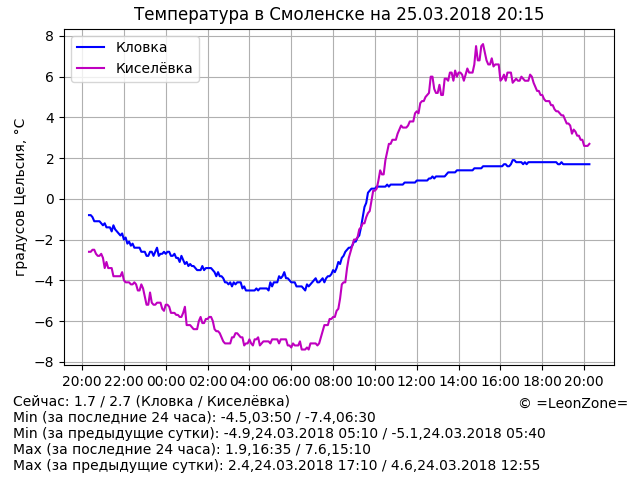 Температура в Смоленске на 25.03.2018 20:15
градусов Цельсия, °C
8
6
4
2
0
−2
−4
−6
−8
Кловка
Киселёвка
20:00 22:00 00:00 02:00 04:00 06:00 08:00 10:00 12:00 14:00 16:00 18:00 20:00
Сейчас: 1.7 / 2.7 (Кловка / Киселёвка)
© =LeonZone=
Min (за последние 24 часа): -4.5,03:50 / -7.4,06:30
Min (за предыдущие сутки): -4.9,24.03.2018 05:10 / -5.1,24.03.2018 05:40
Max (за последние 24 часа): 1.9,16:35 / 7.6,15:10
Max (за предыдущие сутки): 2.4,24.03.2018 17:10 / 4.6,24.03.2018 12:55